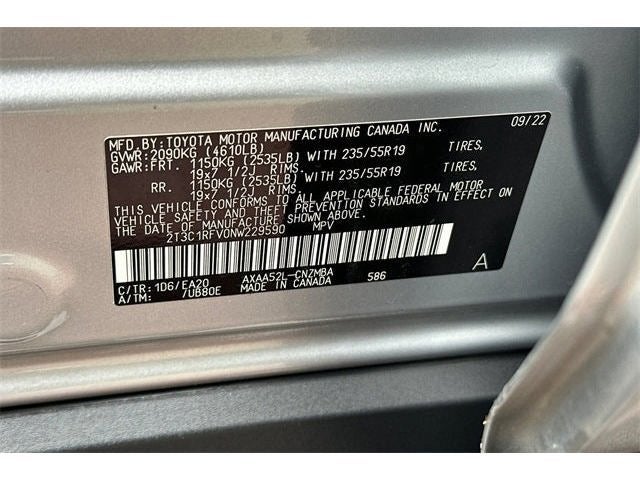 MFD.BY:TOYOTA MOTOR MANUFACTURING CANADA INC. 09/22
GVWR:2090KG (4610LB)
GAWR:FRT. 1150KG (2535LB) WITH 235/55R19 TIRES,
19x7 1/2J RIMS,
RR. 1150KG (2535LB) WITH 235/55R19 TIRES,
19x7 1/2J RIMS.
THIS VEHICLE CONFORMS TO ALL APPLICABLE FEDERAL MOTOR
VEHICLE SAFETY AND THEFT PREVENTION STANDARDS IN EFFECT ON
THE DATE OF MANUFACTURE SHOWN ABOVE.
2T3C1RFV0NW229590 MPV
C/TR:1D6/EA20 AXAA52L-CNZMBA 586 A
A/TM: /UB80E MADE IN CANADA